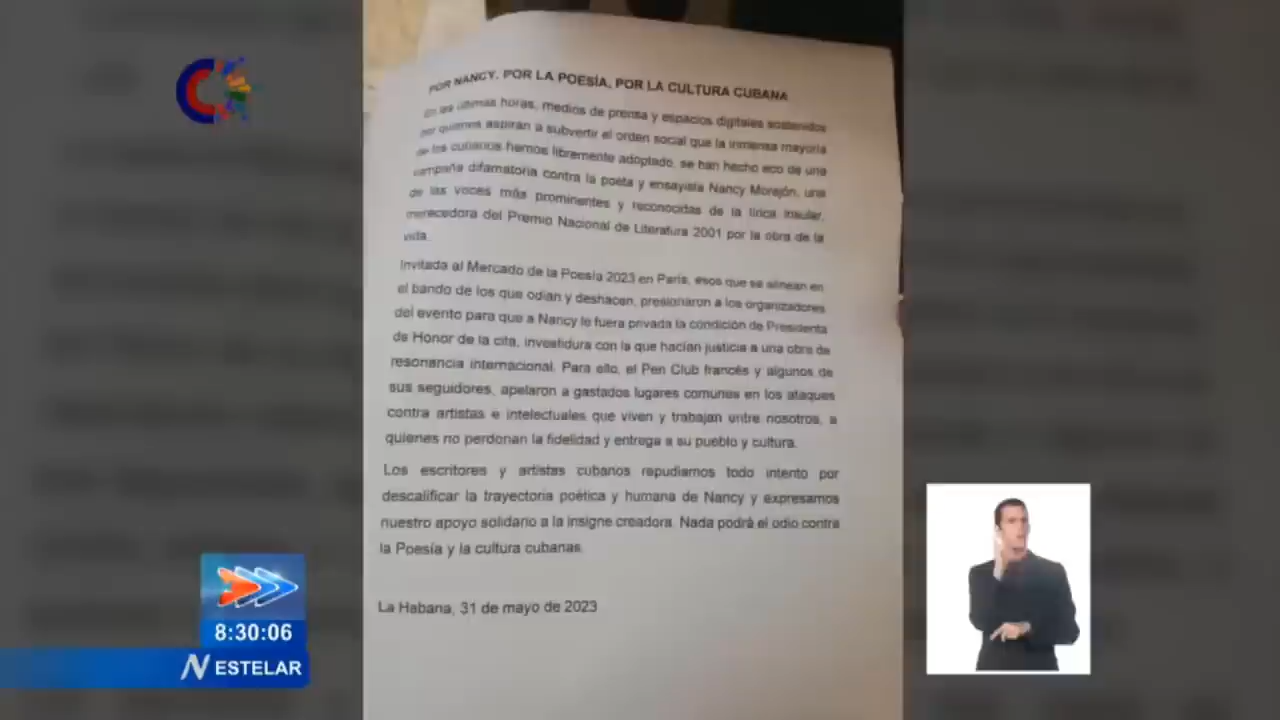 POR NANCY, POR LA POESÍA, POR LA CULTURA CUBANA
En las últimas horas, medios de prensa y espacios digitales sostenidos
por quienes aspiran a subvertir el orden social que la inmensa mayoría
de los cubanos hemos libremente adoptado, se han hecho eco de una
campaña difamatoria contra la poeta y ensayista Nancy Morejón, una
de las voces más prominentes y reconocidas de la lírica insular,
merecedora del Premio Nacional de Literatura 2001 por la obra de la
vida.
Invitada al Mercado de la Poesía 2023 en París, esos que se alinean en
el bando de los que odian y deshacen, presionaron a los organizadores
del evento para que a Nancy le fuera privada la condición de Presidenta
de Honor de la cita, investidura con la que hacían justicia a una obra de
resonancia internacional. Para ello, el Pen Club francés y algunos de
sus seguidores, apelaron a gastados lugares comunes en los ataques
contra artistas e intelectuales que viven y trabajan entre nosotros, a
quienes no perdonan la fidelidad y entrega a su pueblo y cultura.
Los escritores y artistas cubanos repudiamos todo intento por
descalificar la trayectoria poética y humana de Nancy y expresamos
nuestro apoyo solidario a la insigne creadora. Nada podrá el odio contra
la Poesía y la cultura cubanas.
La Habana, 31 de mayo de 2023
8:30:06
N ESTELAR